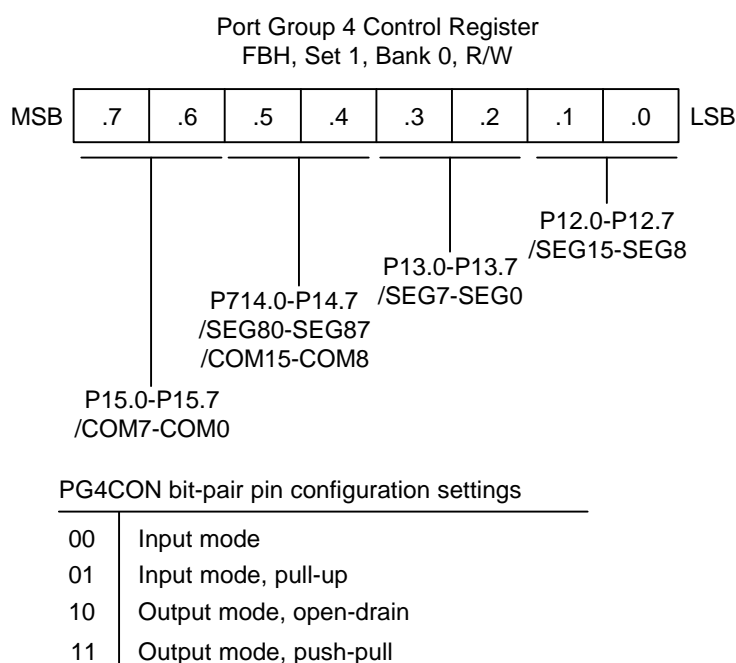 Port Group 4 Control Register
FBH, Set 1, Bank 0, R/W
MSB .7 .6 .5 .4 .3 .2 .1 .0 LSB
P12.0-P12.7
/SEG15-SEG8
P13.0-P13.7
/SEG7-SEG0
P714.0-P14.7
/SEG80-SEG87
/COM15-COM8
P15.0-P15.7
/COM7-COM0
PG4CON bit-pair pin configuration settings
00 Input mode
01 Input mode, pull-up
10 Output mode, open-drain
11 Output mode, push-pull